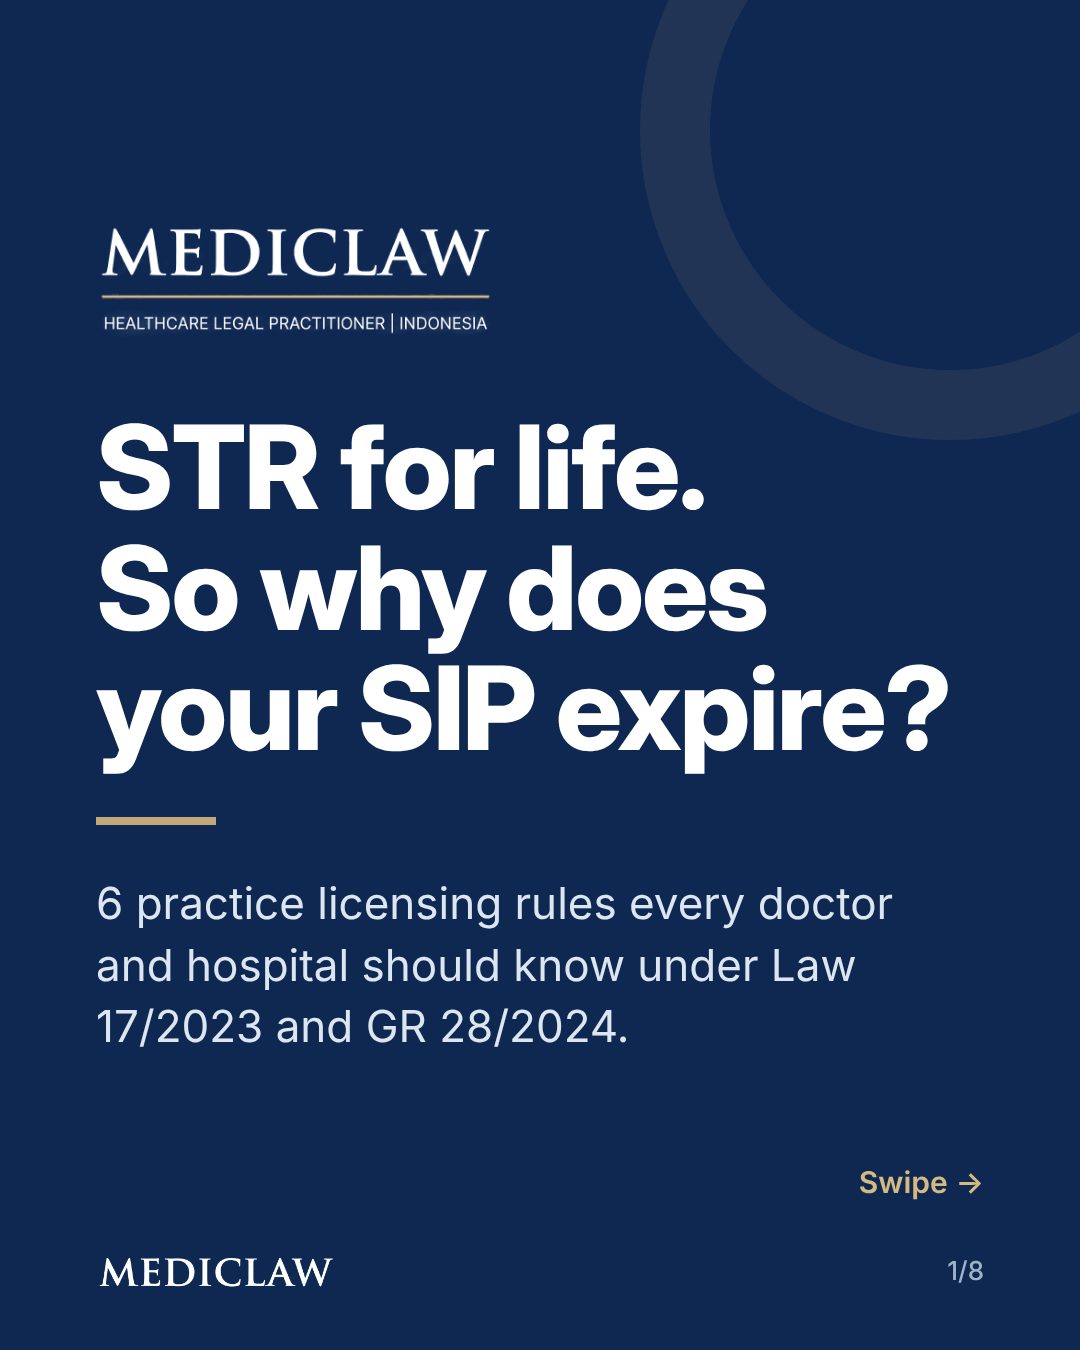 MEDICLAW
HEALTHCARE LEGAL PRACTITIONER | INDONESIA
STR for life.
So why does
your SIP expire?
6 practice licensing rules every doctor
and hospital should know under Law
17/2023 and GR 28/2024.
Swipe →
MEDICLAW
1/8